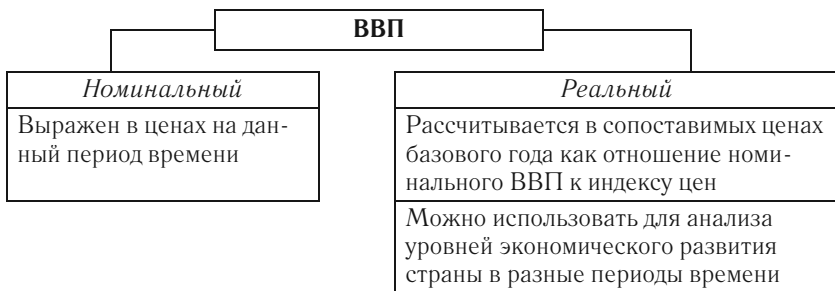 ВВП
Номинальный
Выражен в ценах на дан-
ный период времени
Реальный
Рассчитывается в сопоставимых ценах
базового года как отношение номи-
нального ВВП к индексу цен
Можно использовать для анализа
уровней экономического развития
страны в разные периоды времени